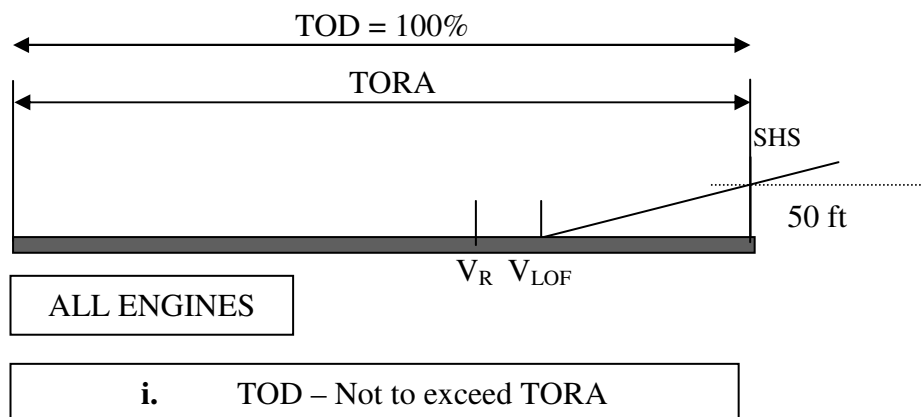 TOD = 100%
TORA
SHS
50 ft
V_R V_LOF
ALL ENGINES
i. TOD – Not to exceed TORA